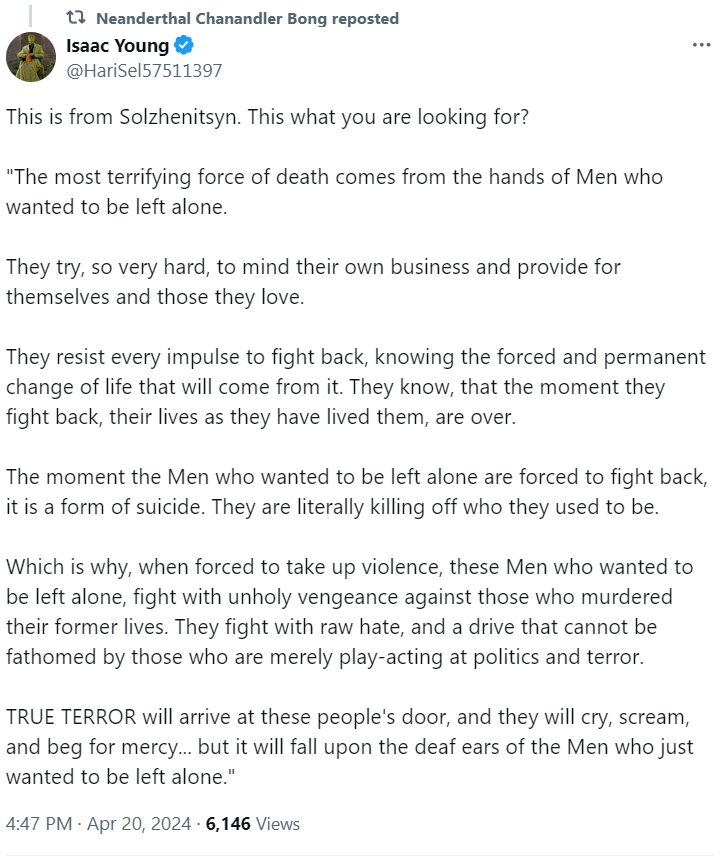 Neanderthal Chanandler Bong reposted
Isaac Young
@HariSel57511397
This is from Solzhenitsyn. This what you are looking for?
"The most terrifying force of death comes from the hands of Men who
wanted to be left alone.
They try, so very hard, to mind their own business and provide for
themselves and those they love.
They resist every impulse to fight back, knowing the forced and permanent
change of life that will come from it. They know, that the moment they
fight back, their lives as they have lived them, are over.
The moment the Men who wanted to be left alone are forced to fight back,
it is a form of suicide. They are literally killing off who they used to be.
Which is why, when forced to take up violence, these Men who wanted to
be left alone, fight with unholy vengeance against those who murdered
their former lives. They fight with raw hate, and a drive that cannot be
fathomed by those who are merely play-acting at politics and terror.
TRUE TERROR will arrive at these people's door, and they will cry, scream,
and beg for mercy... but it will fall upon the deaf ears of the Men who just
wanted to be left alone."
4:47 PM · Apr 20, 2024 · 6,146 Views